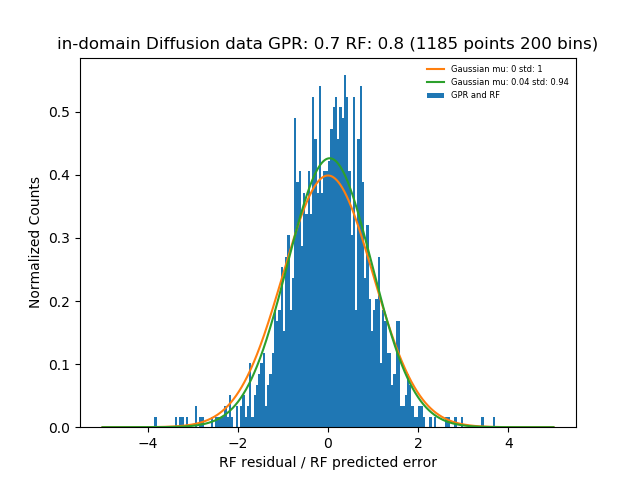 in-domain Diffusion data GPR: 0.7 RF: 0.8 (1185 points 200 bins)
Gaussian mu: 0 std: 1
Gaussian mu: 0.04 std: 0.94
GPR and RF
Normalized Counts
0.5
0.4
0.3
0.2
0.1
0.0
−4
−2
0
2
4
RF residual / RF predicted error